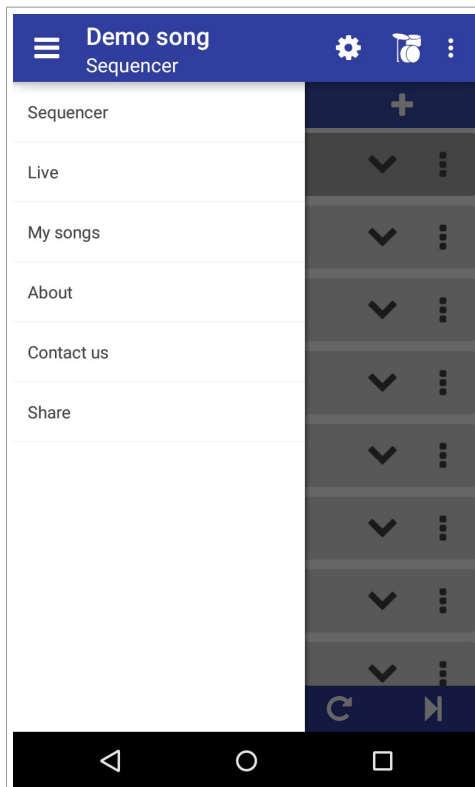 Demo song
Sequencer
Sequencer
Live
My songs
About
Contact us
Share